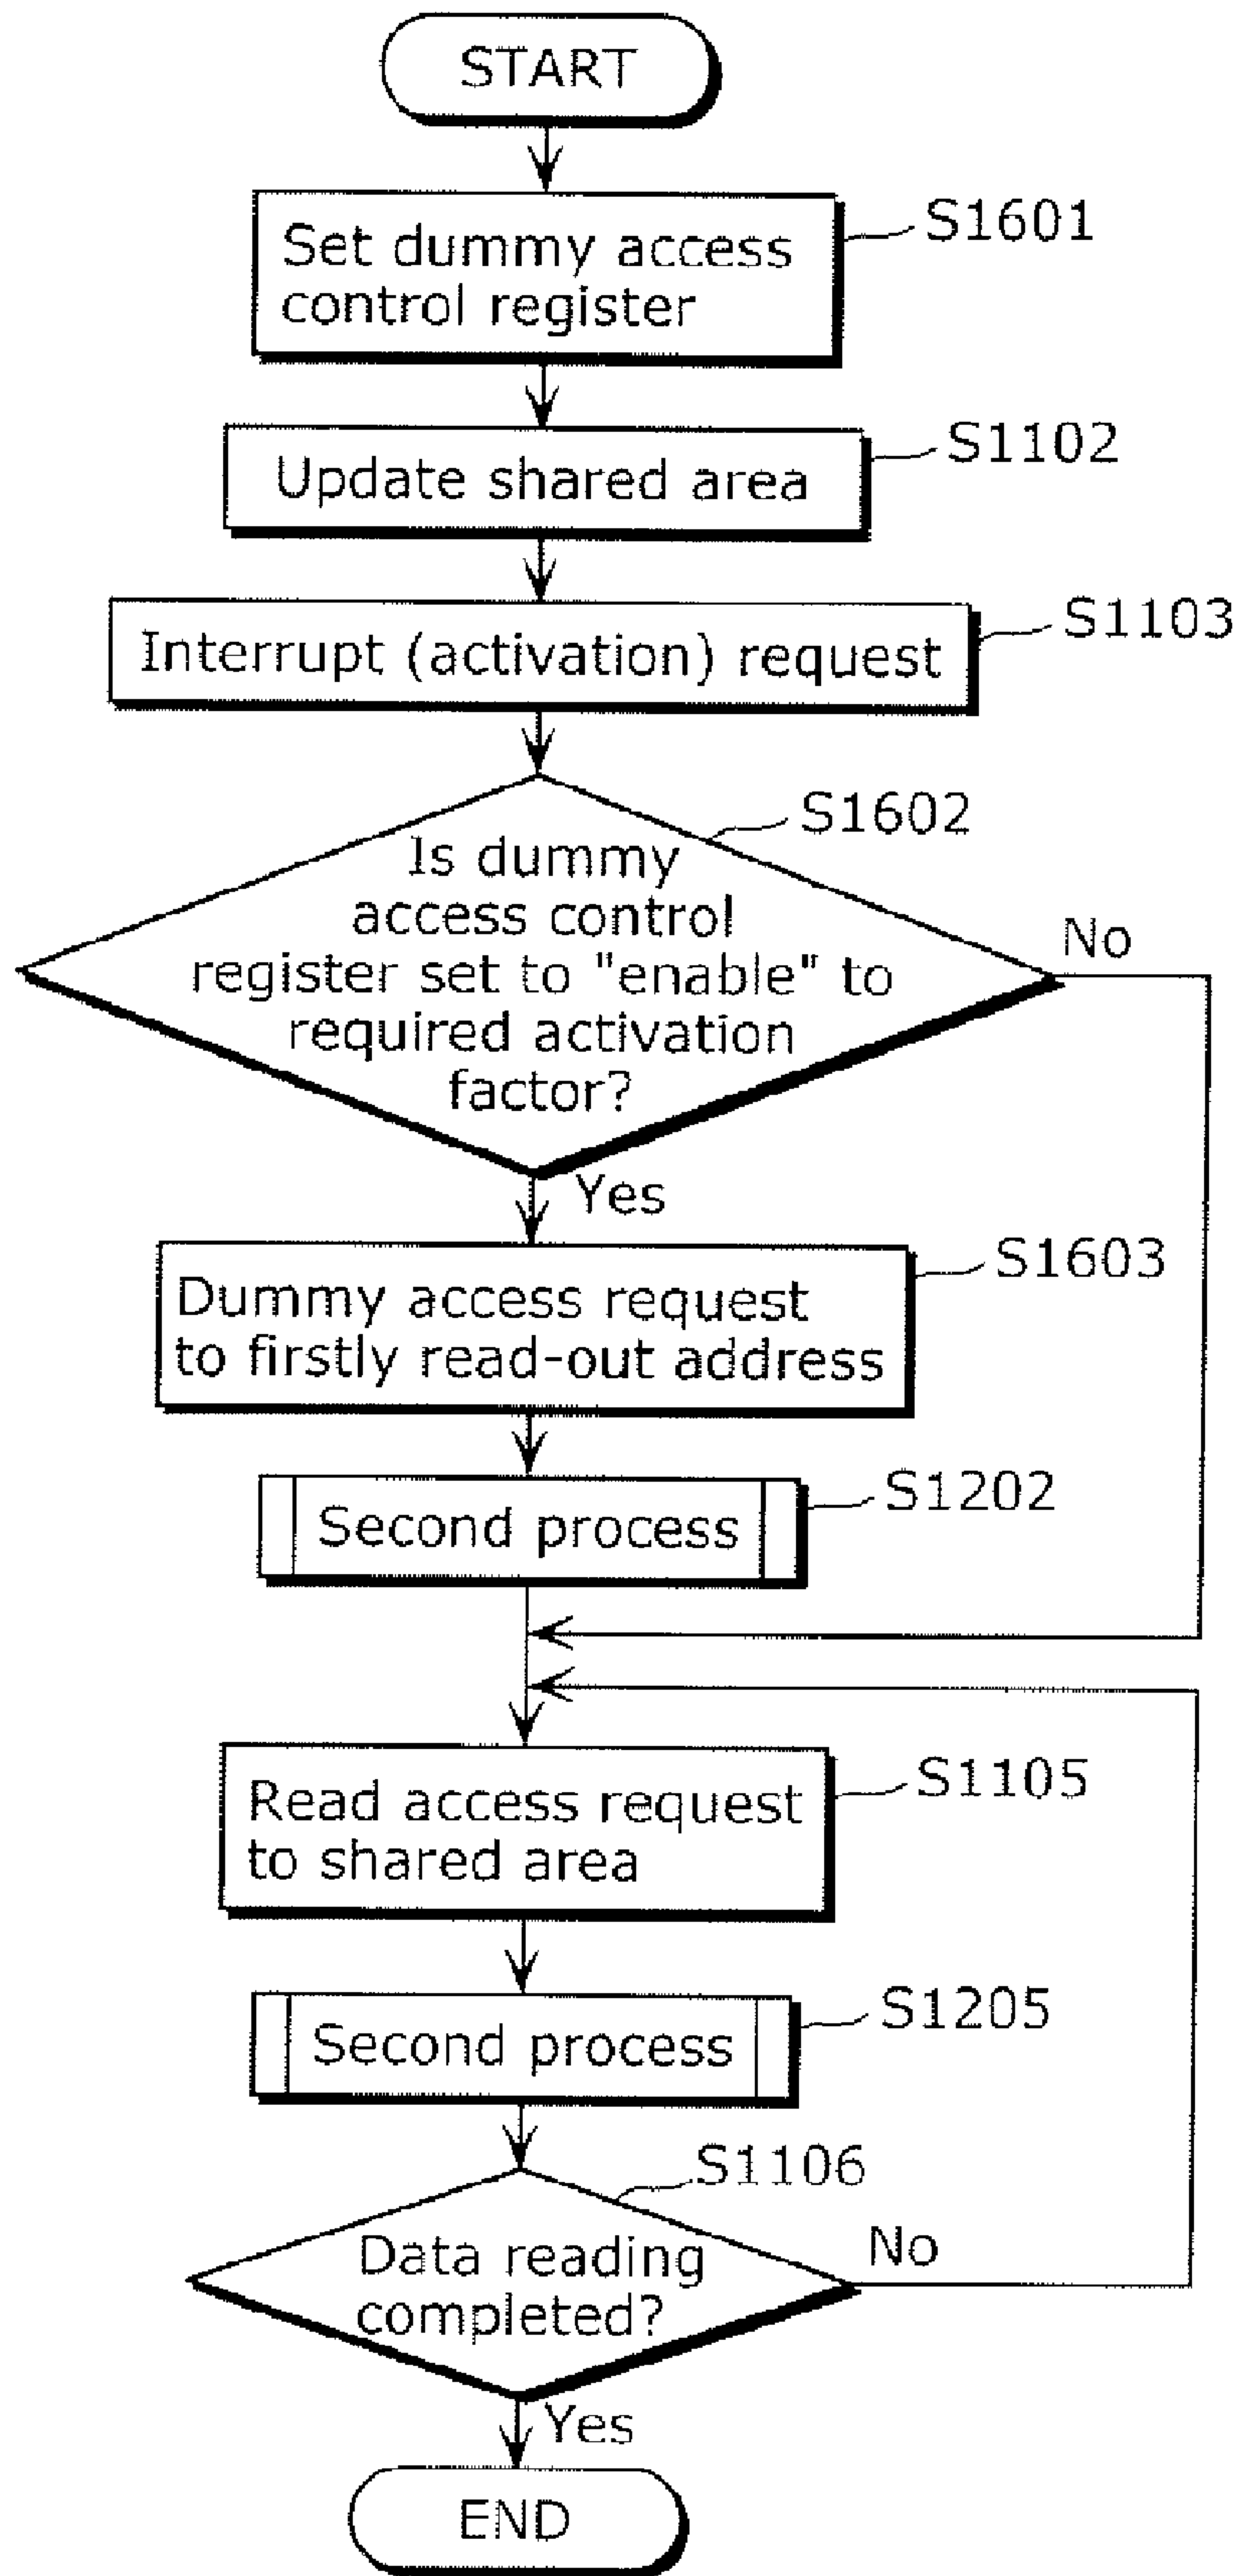 START
S1601
Set dummy access
control register
S1102
Update shared area
S1103
Interrupt (activation) request
S1602
Is dummy
access control
No
register set to "enable" to
required activation
factor?
Yes
S1603
Dummy access request
to firstly read-out address
S1202
Second process
S1105
Read access request
to shared area
S1205
Second process
S1106
No
Data reading
completed?
Yes
END